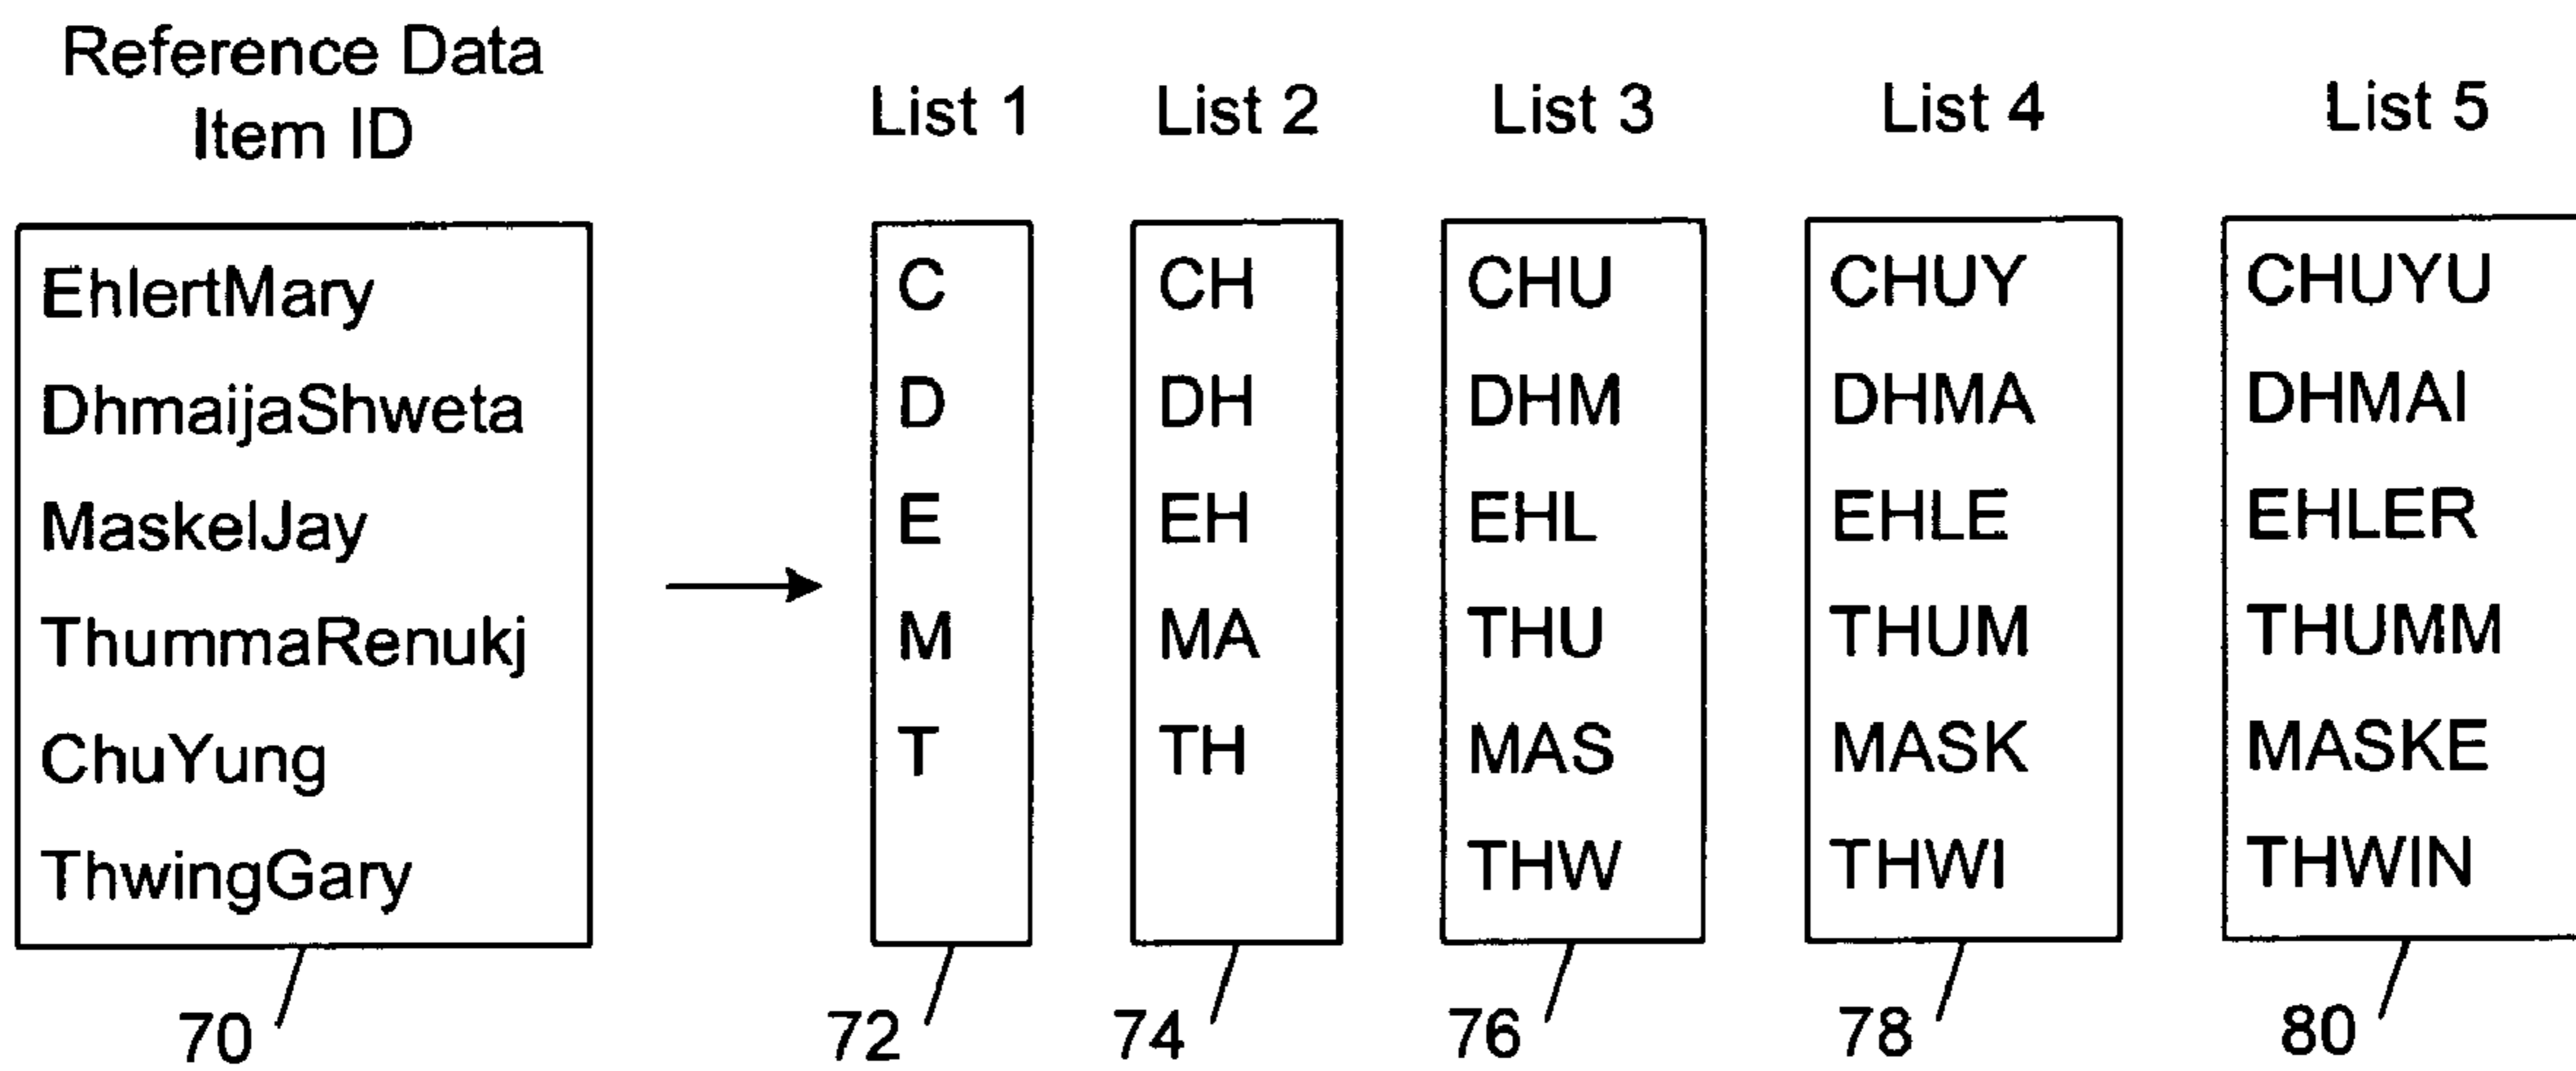 Reference Data
Item ID
List 1
List 2
List 3
List 4
List 5
EhlertMary
DhmaijaShweta
MaskelJay
ThummaRenukj
ChuYung
ThwingGary
C
D
E
M
T
CH
DH
EH
MA
TH
CHU
DHM
EHL
THU
MAS
THW
CHUY
DHMA
EHLE
THUM
MASK
THWI
CHUYU
DHMAI
EHLER
THUMM
MASKE
THWIN
70
72
74
76
78
80